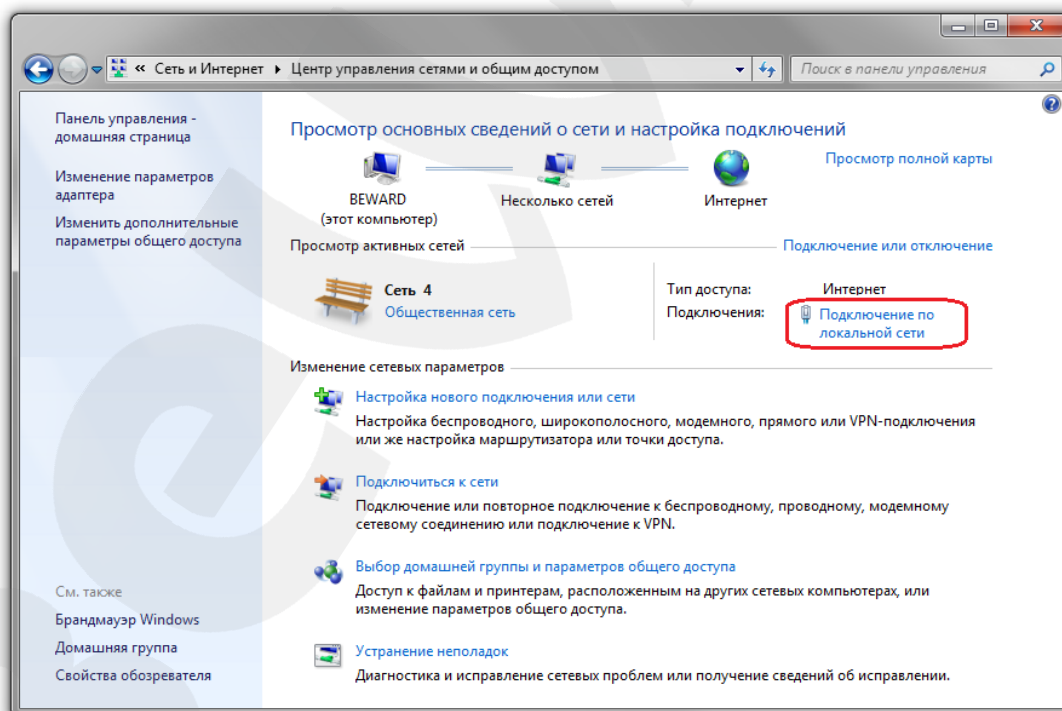 « Сеть и Интернет ▸ Центр управления сетями и общим доступом
Поиск в панели управления
Панель управления -
домашняя страница
Изменение параметров
адаптера
Изменить дополнительные
параметры общего доступа
См. также
Брандмауэр Windows
Домашняя группа
Свойства обозревателя
Просмотр основных сведений о сети и настройка подключений
Просмотр полной карты
BEWARD
(этот компьютер)
Несколько сетей
Интернет
Просмотр активных сетей
Подключение или отключение
Сеть 4
Общественная сеть
Тип доступа: Интернет
Подключения: Подключение по
локальной сети
Изменение сетевых параметров
Настройка нового подключения или сети
Настройка беспроводного, широкополосного, модемного, прямого или VPN-подключения
или же настройка маршрутизатора или точки доступа.
Подключиться к сети
Подключение или повторное подключение к беспроводному, проводному, модемному
сетевому соединению или подключение к VPN.
Выбор домашней группы и параметров общего доступа
Доступ к файлам и принтерам, расположенным на других сетевых компьютерах, или
изменение параметров общего доступа.
Устранение неполадок
Диагностика и исправление сетевых проблем или получение сведений об исправлении.